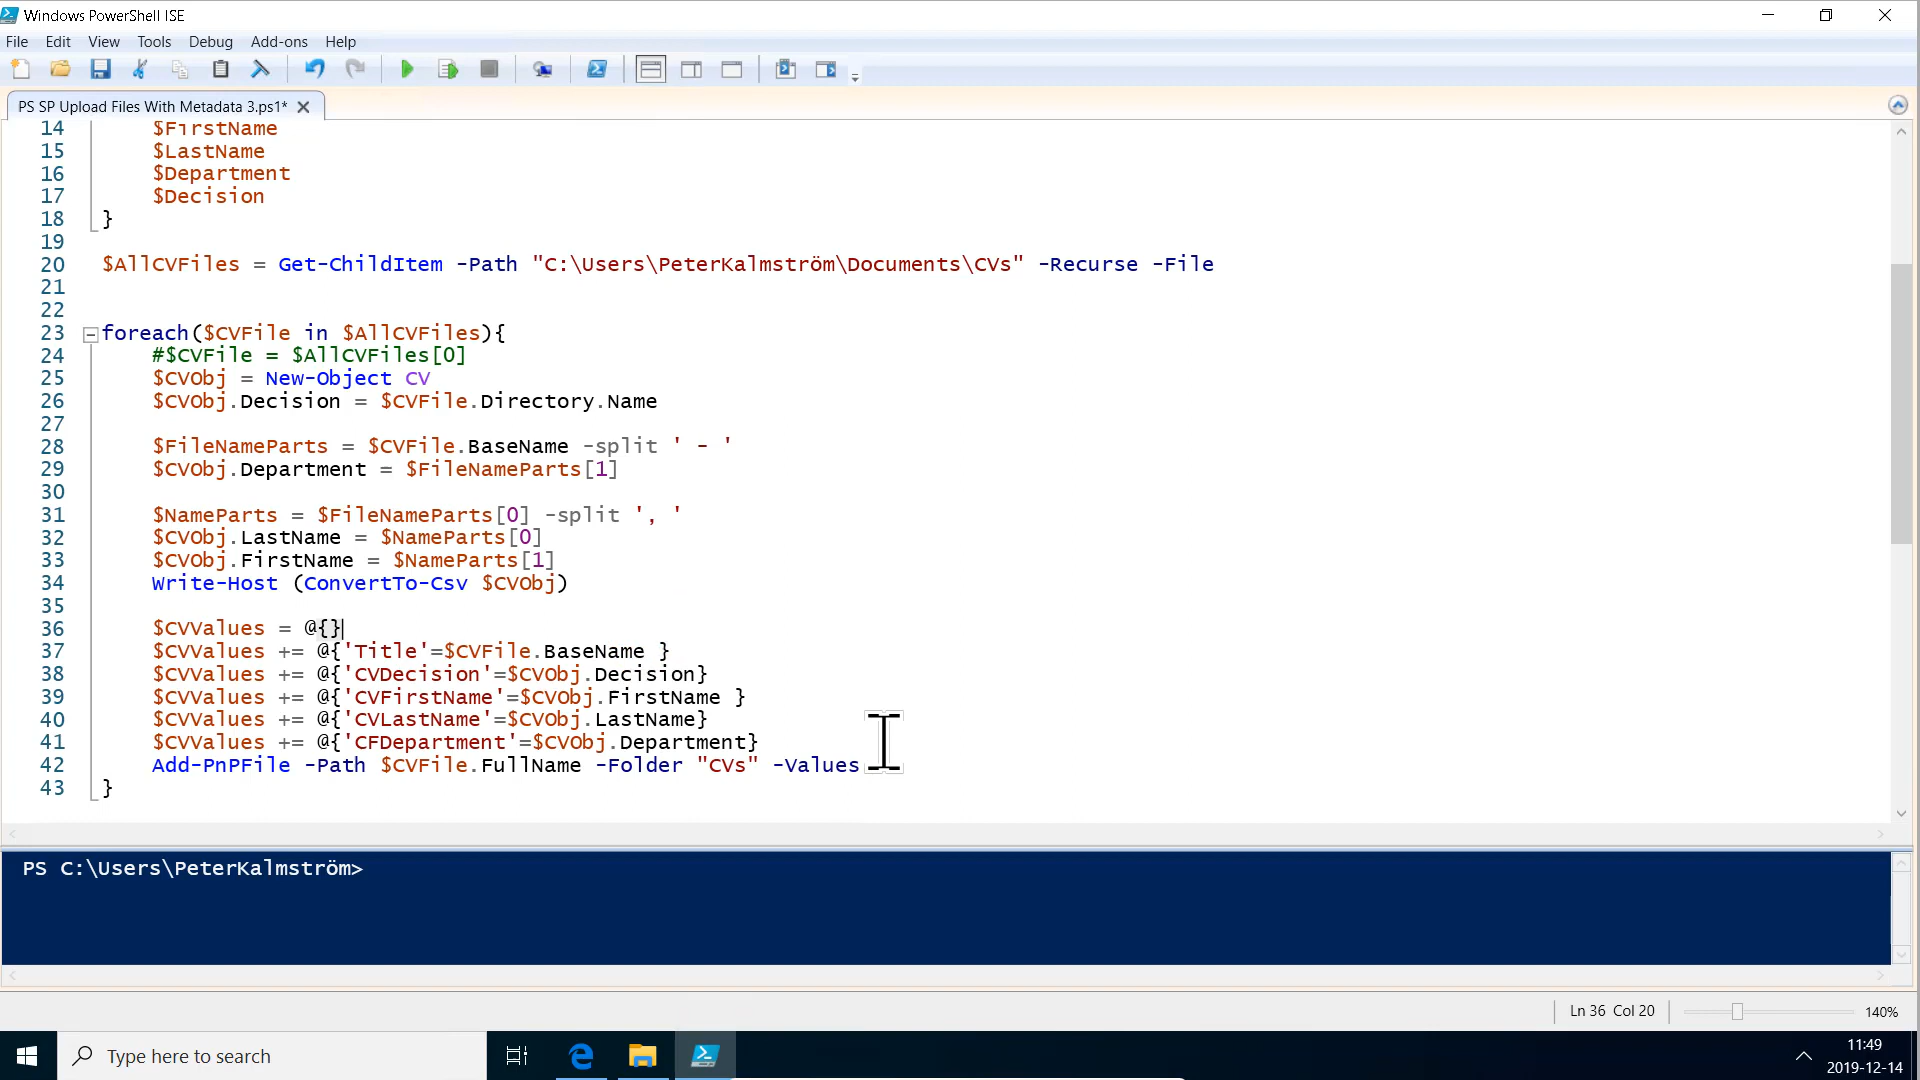 Windows PowerShell ISE
File Edit View Tools Debug Add-ons Help
PS SP Upload Files With Metadata 3.ps1*
14 $FirstName
15 $LastName
16 $Department
17 $Decision
18 }
19
20 $AllCVFiles = Get-ChildItem -Path "C:\Users\PeterKalmström\Documents\CVs" -Recurse -File
21
22
23 foreach($CVFile in $AllCVFiles){
24 #$CVFile = $AllCVFiles[0]
25 $CVObj = New-Object CV
26 $CVObj.Decision = $CVFile.Directory.Name
27
28 $FileNameParts = $CVFile.BaseName -split ' - '
29 $CVObj.Department = $FileNameParts[1]
30
31 $NameParts = $FileNameParts[0] -split ', '
32 $CVObj.LastName = $NameParts[0]
33 $CVObj.FirstName = $NameParts[1]
34 Write-Host (ConvertTo-Csv $CVObj)
35
36 $CVValues = @{}
37 $CVValues += @{'Title'=$CVFile.BaseName }
38 $CVValues += @{'CVDecision'=$CVObj.Decision}
39 $CVValues += @{'CVFirstName'=$CVObj.FirstName }
40 $CVValues += @{'CVLastName'=$CVObj.LastName}
41 $CVValues += @{'CFDepartment'=$CVObj.Department}
42 Add-PnPFile -Path $CVFile.FullName -Folder "CVs" -Values
43 }
PS C:\Users\PeterKalmström>
Ln 36 Col 20 140%
Type here to search
11:49
2019-12-14